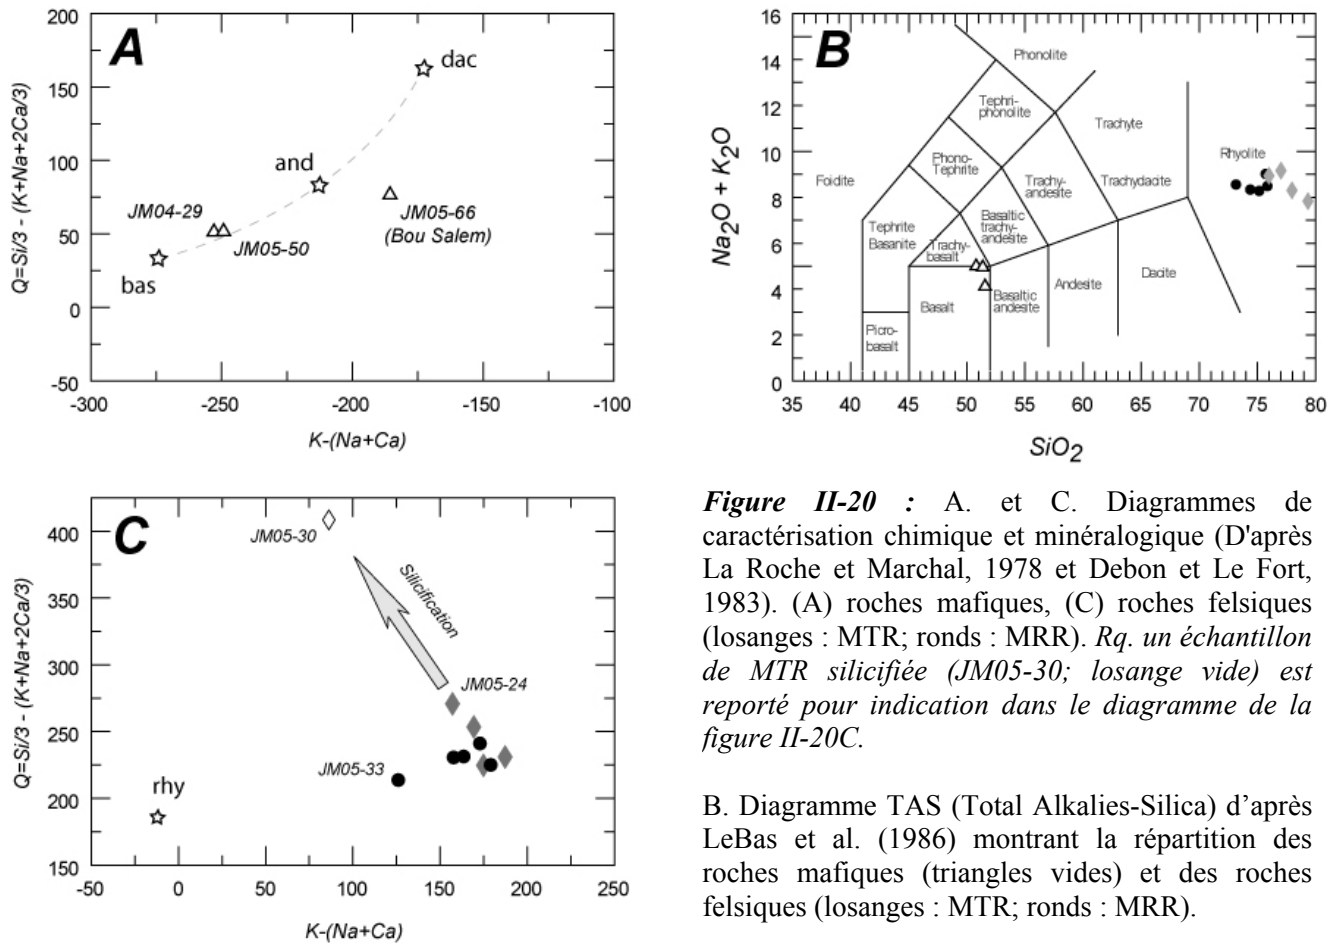 A
200
150
100
50
0
-50
Q=Si/3 - (K+Na+2Ca/3)
dac
and
JM04-29
JM05-50
JM05-66
(Bou Salem)
bas
-300
-250
-200
-150
-100
K-(Na+Ca)
B
16
14
12
10
8
6
4
2
0
Na2O + K2O
Phonolite
Tephri-
phonolite
Trachyte
Phono-
Tephrite
Rhyolite
Foidite
Trachy-
andesite
Trachydacite
Tephrite
Basanite
Basaltic
trachy-
andesite
Trachy-
basalt
Basalt
Basaltic
andesite
Andesite
Dacite
Picro-
basalt
35
40
45
50
55
60
65
70
75
80
SiO2
C
400
350
300
250
200
150
Q=Si/3 - (K+Na+2Ca/3)
JM05-30
Silicification
JM05-24
JM05-33
rhy
-50
0
50
100
150
200
250
K-(Na+Ca)
Figure II-20 : A. et C. Diagrammes de
caractérisation chimique et minéralogique (D'après
La Roche et Marchal, 1978 et Debon et Le Fort,
1983). (A) roches mafiques, (C) roches felsiques
(losanges : MTR; ronds : MRR). Rq. un échantillon
de MTR silicifiée (JM05-30; losange vide) est
reporté pour indication dans le diagramme de la
figure II-20C.
B. Diagramme TAS (Total Alkalies-Silica) d’après
LeBas et al. (1986) montrant la répartition des
roches mafiques (triangles vides) et des roches
felsiques (losanges : MTR; ronds : MRR).